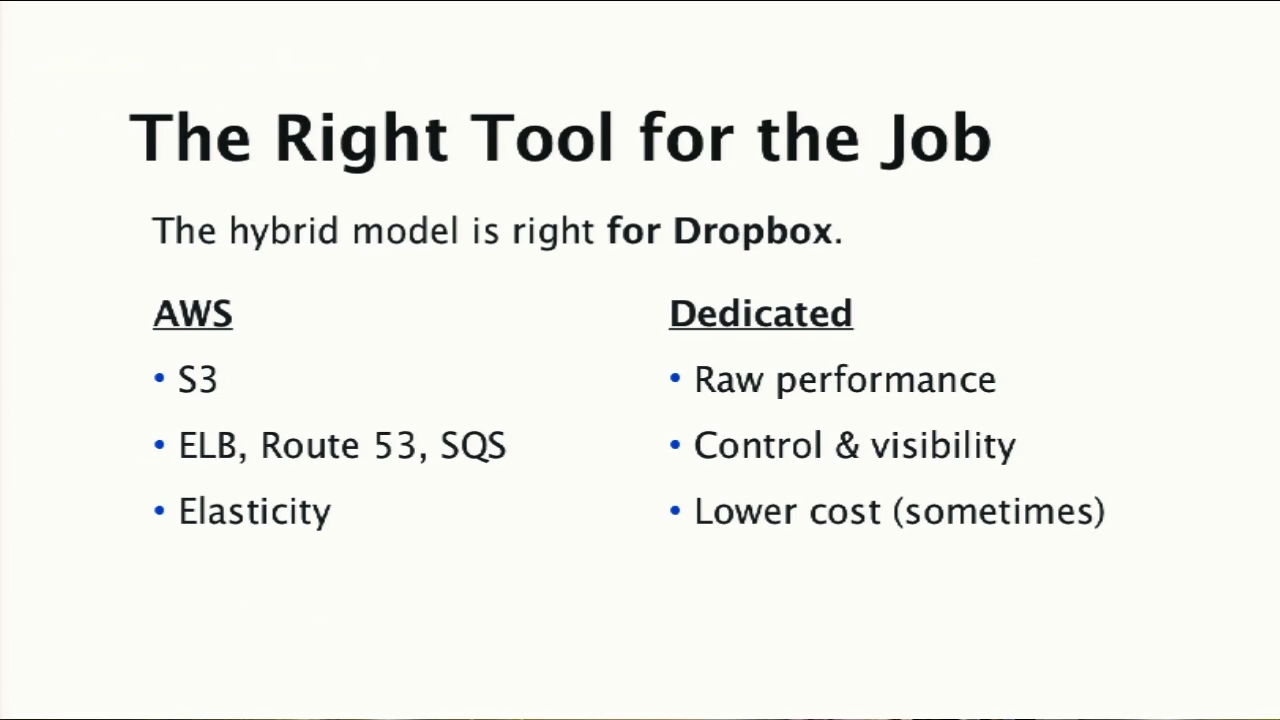 The Right Tool for the Job
The hybrid model is right for Dropbox.
AWS
• S3
• ELB, Route 53, SQS
• Elasticity
Dedicated
• Raw performance
• Control & visibility
• Lower cost (sometimes)